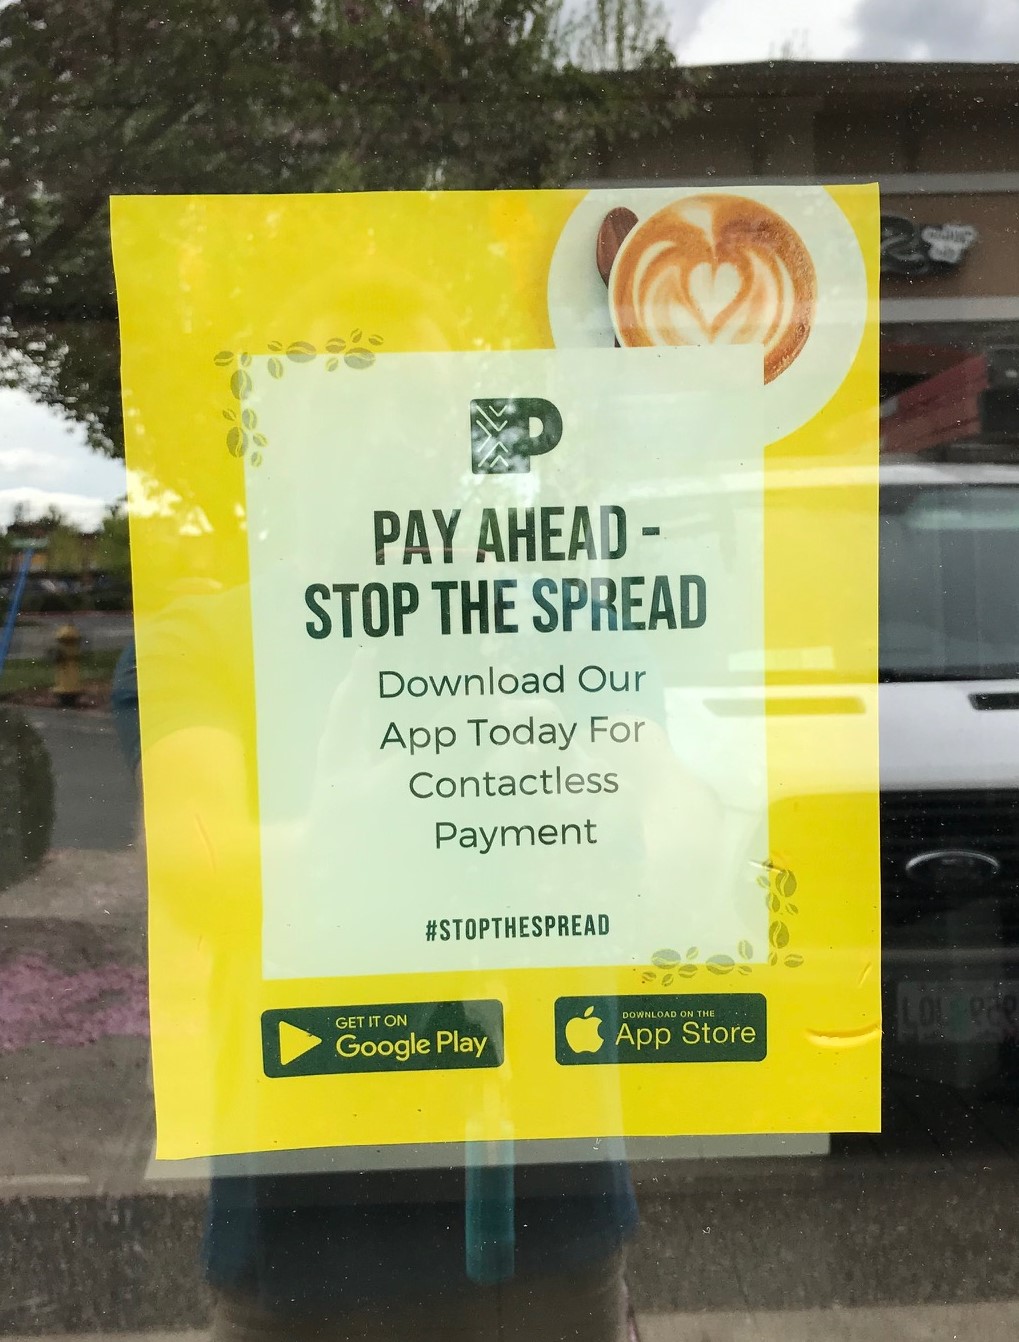 P
PAY AHEAD -
STOP THE SPREAD
Download Our
App Today For
Contactless
Payment
#STOPTHESPREAD
GET IT ON
Google Play
DOWNLOAD ON THE
App Store